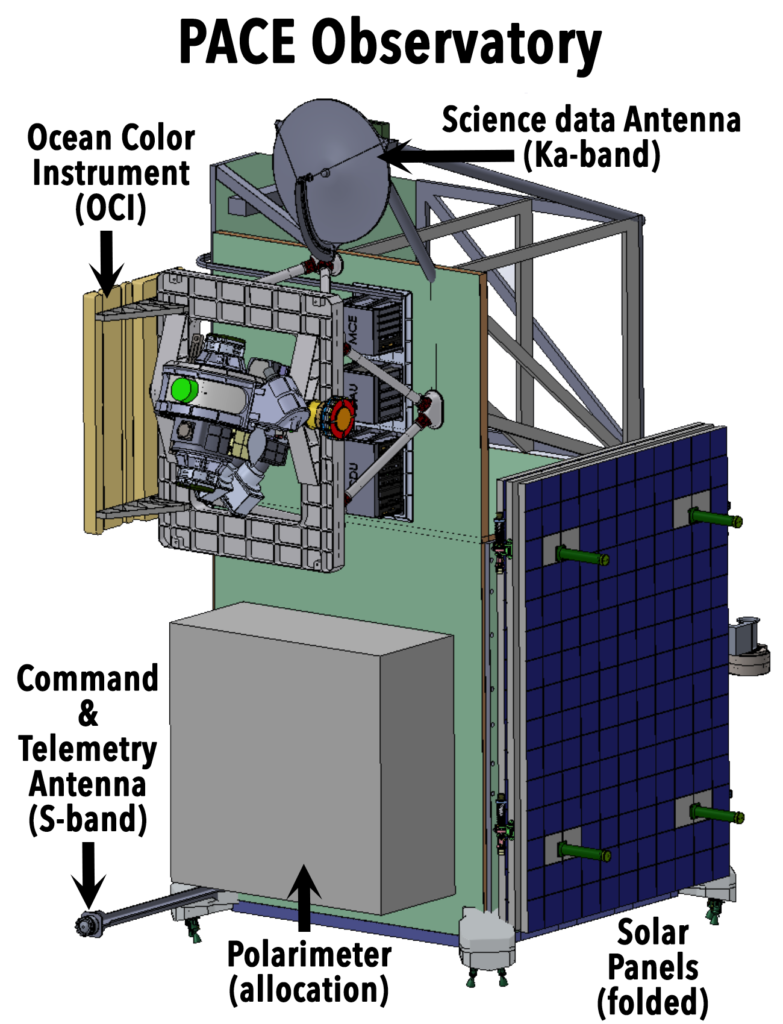 PACE Observatory
Ocean Color
Instrument
(OCI)
Science data Antenna
(Ka-band)
MCE
Command
&
Telemetry
Antenna
(S-band)
Polarimeter
(allocation)
Solar
Panels
(folded)